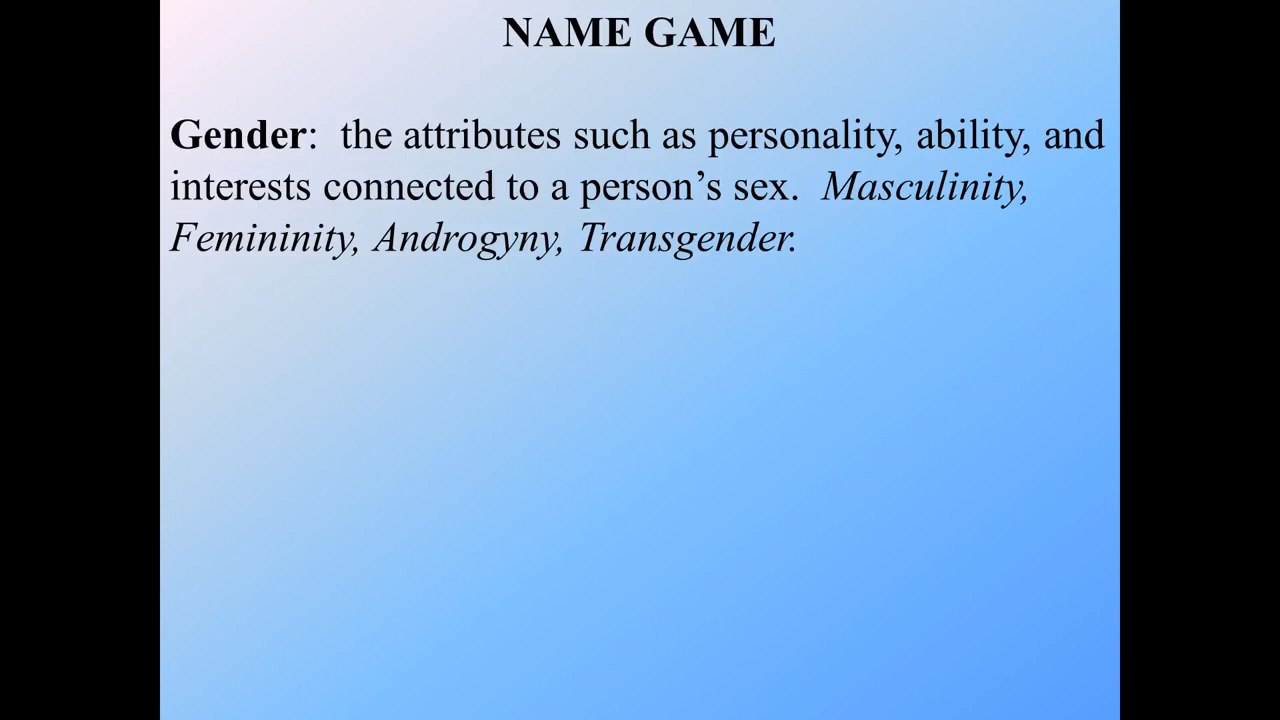 NAME GAME
Gender:  the attributes such as personality, ability, and
interests connected to a person’s sex.  Masculinity,
Femininity, Androgyny, Transgender.